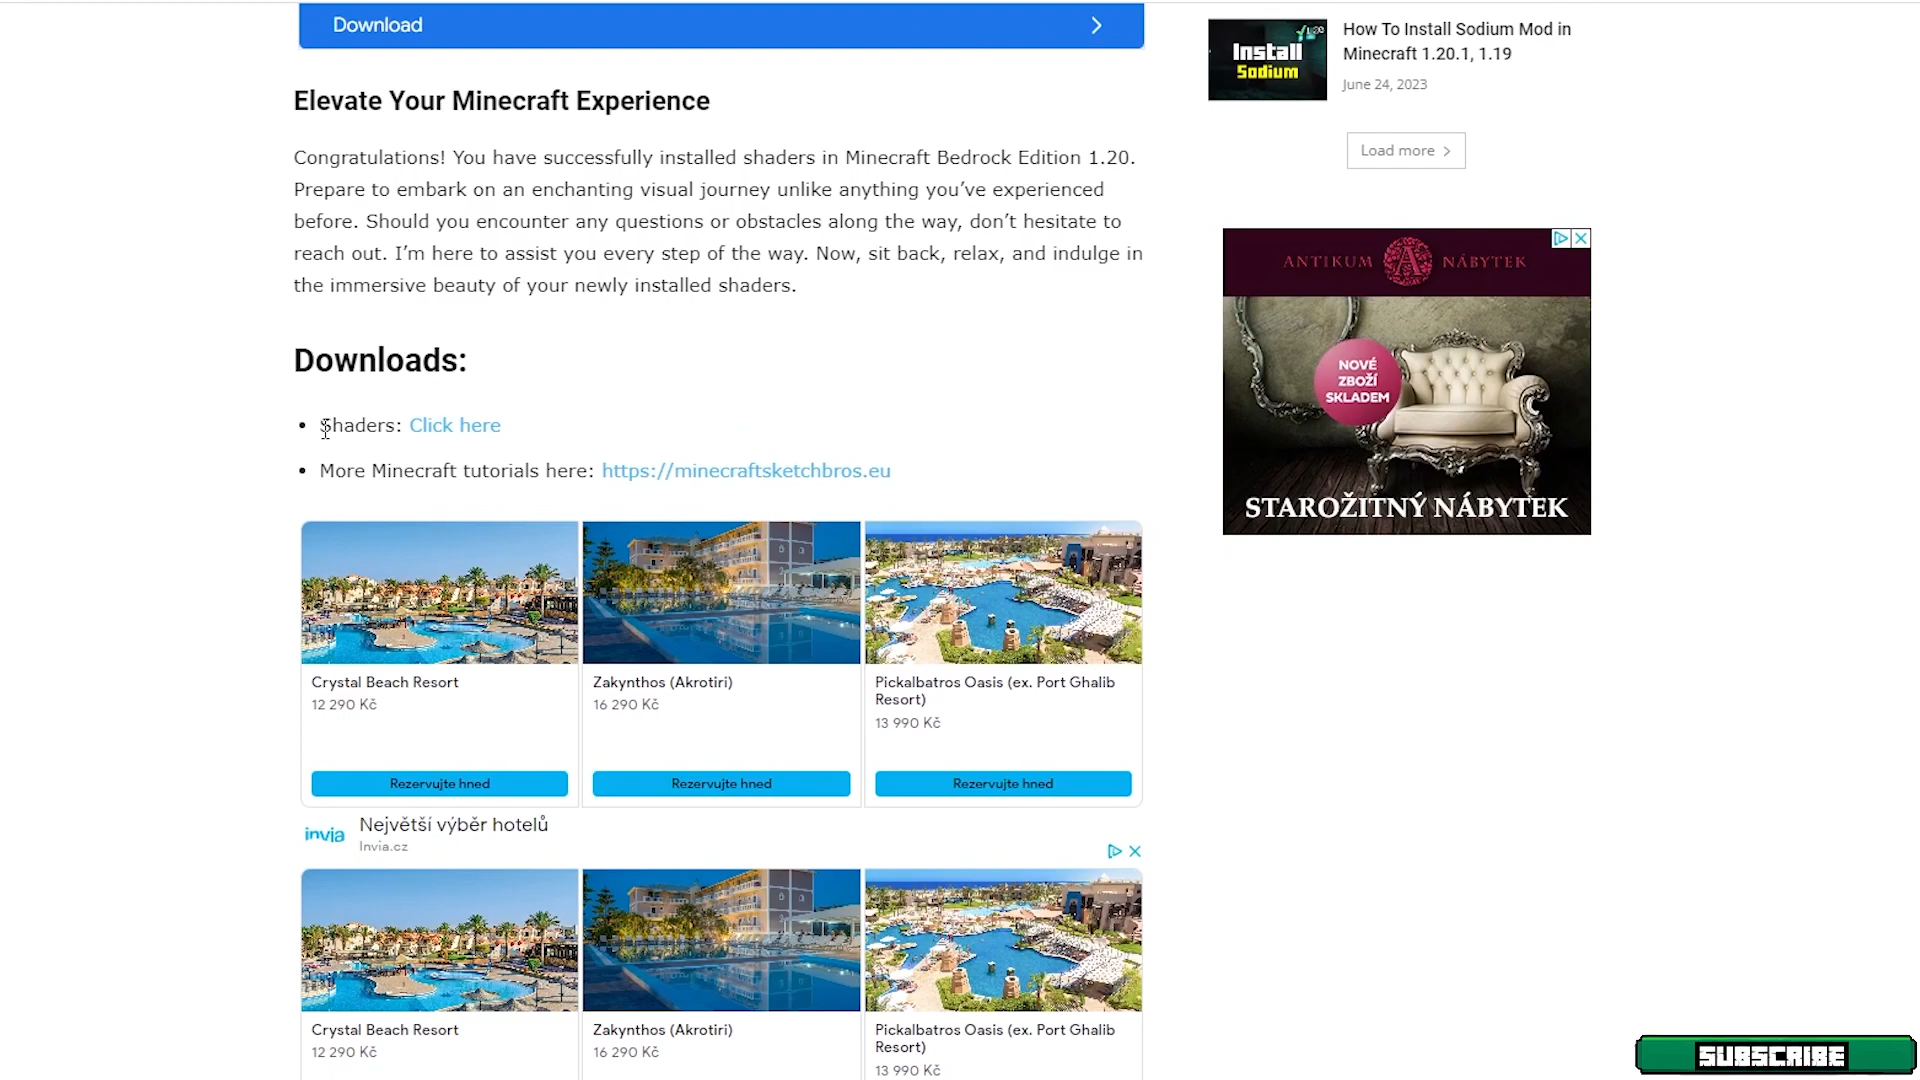 Download
Elevate Your Minecraft Experience
Congratulations! You have successfully installed shaders in Minecraft Bedrock Edition 1.20.
Prepare to embark on an enchanting visual journey unlike anything you’ve experienced
before. Should you encounter any questions or obstacles along the way, don’t hesitate to
reach out. I’m here to assist you every step of the way. Now, sit back, relax, and indulge in
the immersive beauty of your newly installed shaders.
Downloads:
Shaders: Click here
More Minecraft tutorials here: https://minecraftsketchbros.eu
Crystal Beach Resort
12 290 Kč
Rezervujte hned
Zakynthos (Akrotiri)
16 290 Kč
Rezervujte hned
Pickalbatros Oasis (ex. Port Ghalib
Resort)
13 990 Kč
Rezervujte hned
invia
Největší výběr hotelů
Invia.cz
Crystal Beach Resort
12 290 Kč
Zakynthos (Akrotiri)
16 290 Kč
Pickalbatros Oasis (ex. Port Ghalib
Resort)
13 990 Kč
Install
Sodium
How To Install Sodium Mod in
Minecraft 1.20.1, 1.19
June 24, 2023
Load more
ANTIKUM A NÁBYTEK
NOVÉ
ZBOŽÍ
SKLADEM
STAROŽITNÝ NÁBYTEK
SUBSCRIBE